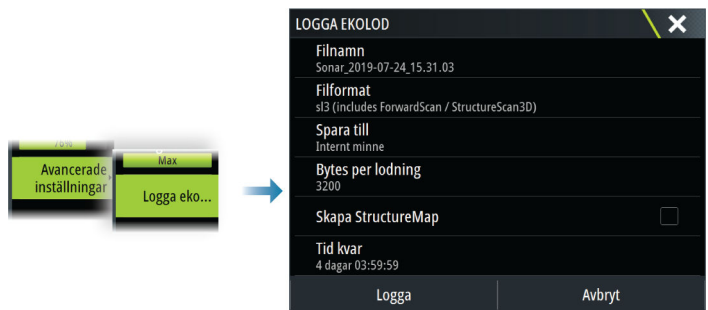 70%
Avancerade
inställningar
Max
Logga eko...
LOGGA EKOLOD
Filnamn
Sonar_2019-07-24_15.31.03
Filformat
sl3 (includes ForwardScan / StructureScan3D)
Spara till
Internt minne
Bytes per lodning
3200
Skapa StructureMap
Tid kvar
4 dagar 03:59:59
Logga
Avbryt